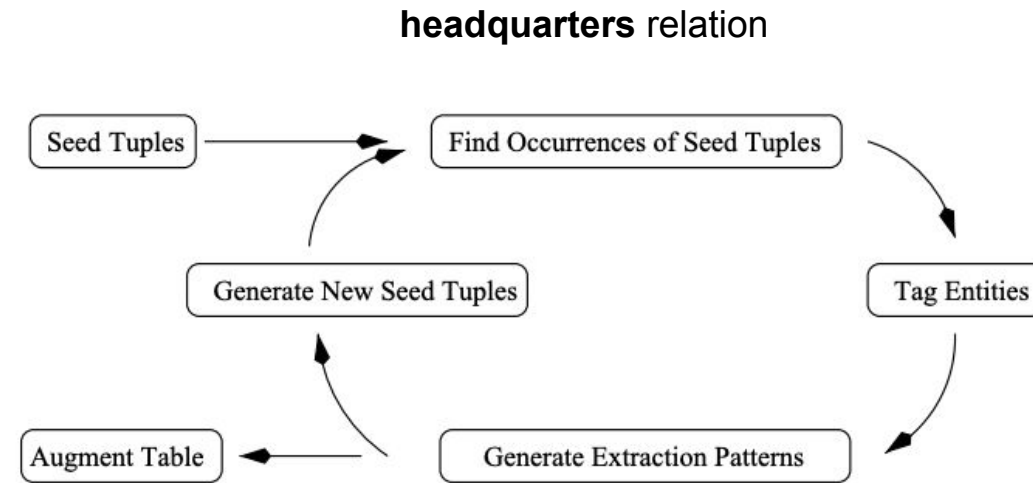 headquarters relation
Seed Tuples
Find Occurrences of Seed Tuples
Generate New Seed Tuples
Tag Entities
Augment Table
Generate Extraction Patterns